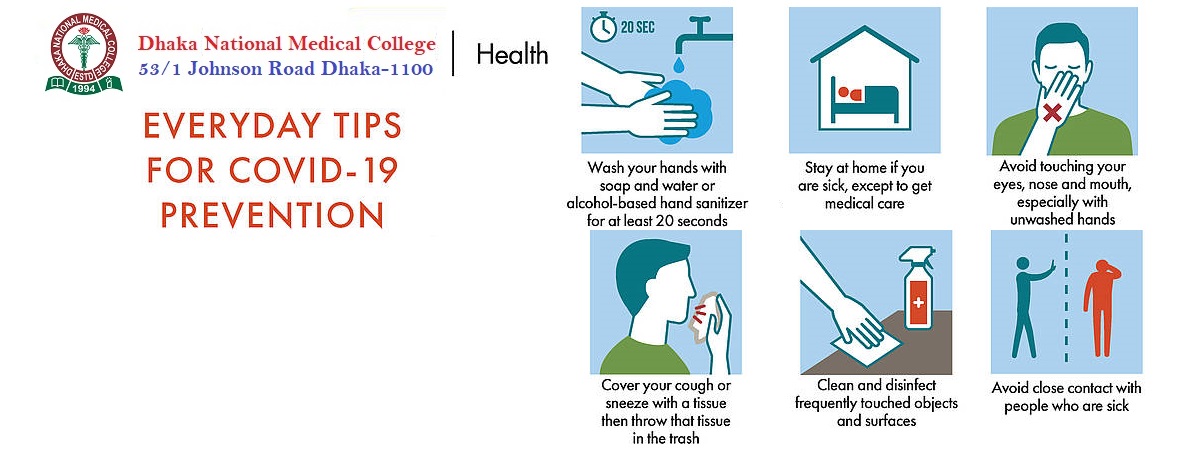 DHAKA NATIONAL MEDICAL COLLEGE
ESTD
1994
Dhaka National Medical College
53/1 Johnson Road Dhaka-1100
Health
EVERYDAY TIPS
FOR COVID-19
PREVENTION
20 SEC
Wash your hands with
soap and water or
alcohol-based hand sanitizer
for at least 20 seconds
Stay at home if you
are sick, except to get
medical care
Avoid touching your
eyes, nose and mouth,
especially with
unwashed hands
Cover your cough or
sneeze with a tissue
then throw that tissue
in the trash
Clean and disinfect
frequently touched objects
and surfaces
Avoid close contact with
people who are sick